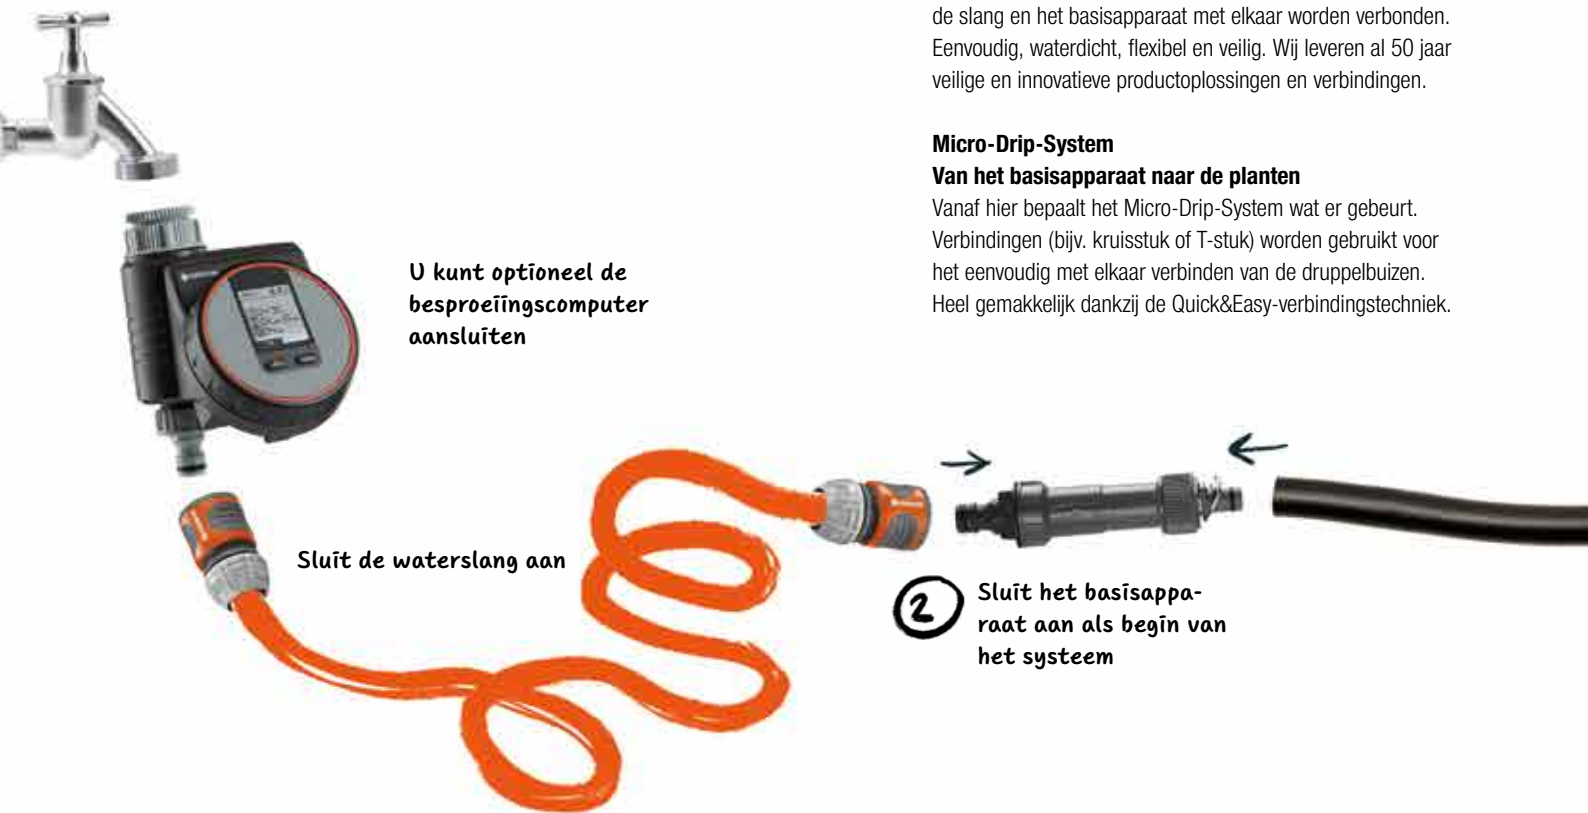 de slang en het basisapparaat met elkaar worden verbonden.
Eenvoudig, waterdicht, flexibel en veilig. Wij leveren al 50 jaar
veilige en innovatieve productoplossingen en verbindingen.
Micro-Drip-System
Van het basisapparaat naar de planten
Vanaf hier bepaalt het Micro-Drip-System wat er gebeurt.
Verbindingen (bijv. kruisstuk of T-stuk) worden gebruikt voor
het eenvoudig met elkaar verbinden van de druppelbuizen.
Heel gemakkelijk dankzij de Quick&Easy-verbindingstechniek.
U kunt optioneel de
besproeiingscomputer
aansluiten
Sluit de waterslang aan
2
Sluit het basisappa-
raat aan als begin van
het systeem